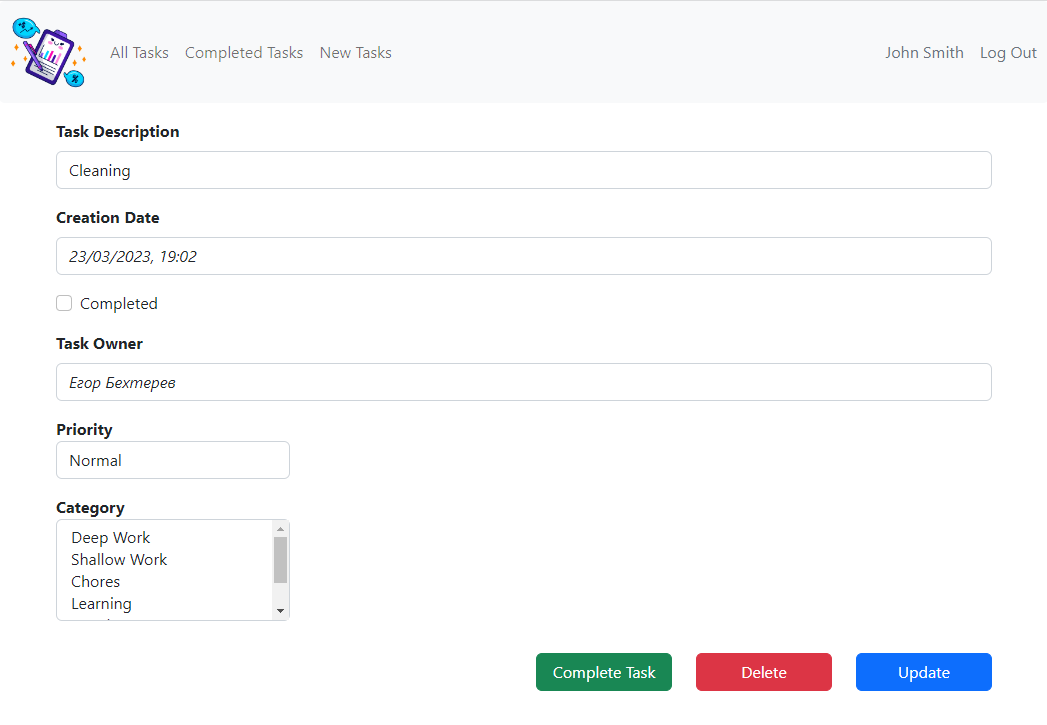 All Tasks Completed Tasks New Tasks John Smith Log Out
Task Description
Cleaning
Creation Date
23/03/2023, 19:02
Completed
Task Owner
Егор Бехтерев
Priority
Normal
Category
Deep Work
Shallow Work
Chores
Learning
Complete Task Delete Update